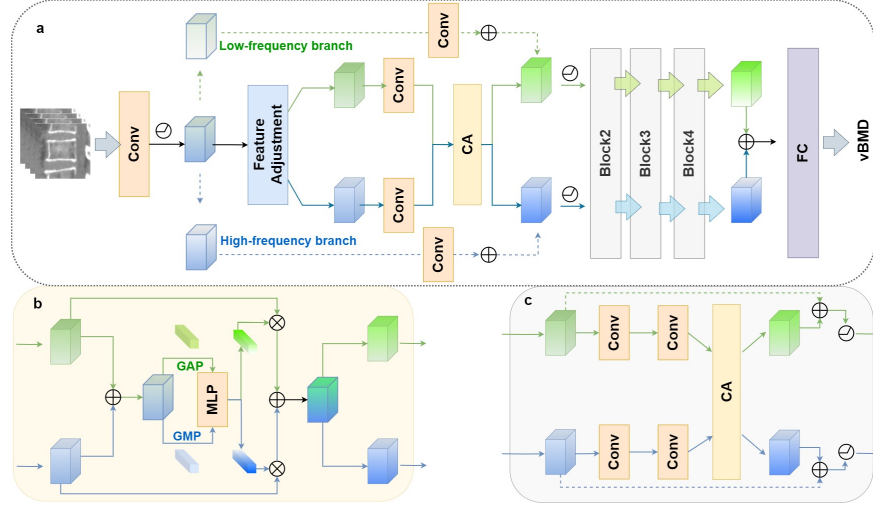 a
Low-frequency branch
Conv
Conv
Feature
Adjustment
Conv
Conv
CA
High-frequency branch
Conv
Block2
Block3
Block4
FC
vBMD
b
GAP
MLP
GMP
c
Conv
Conv
Conv
Conv
CA